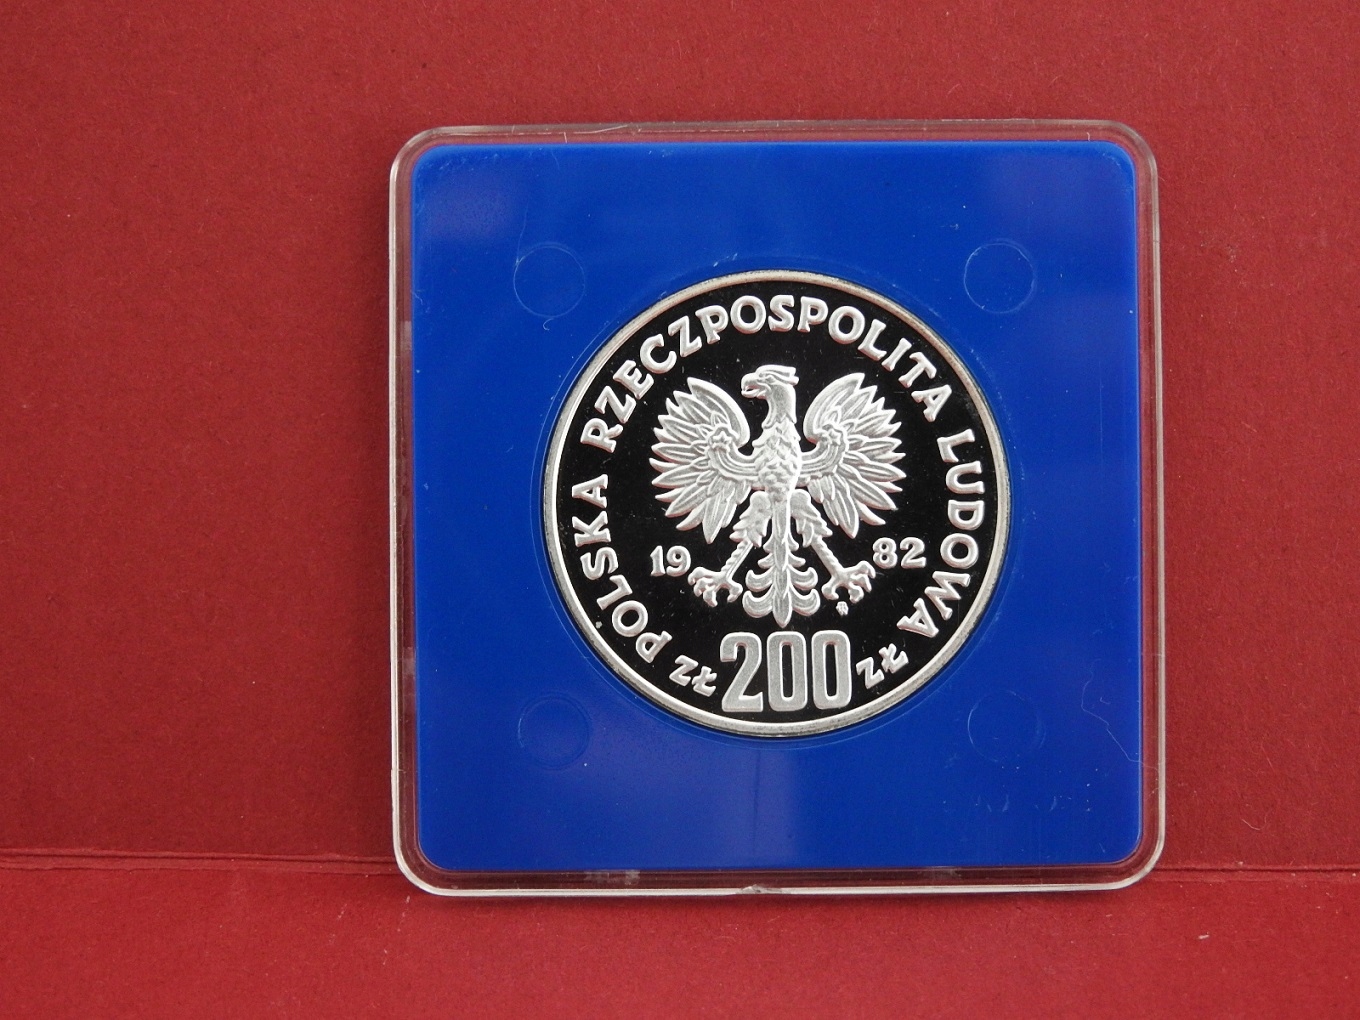 POLSKA RZECZPOSPOLITA LUDOWA
19 82
ZŁ 200 ZŁ